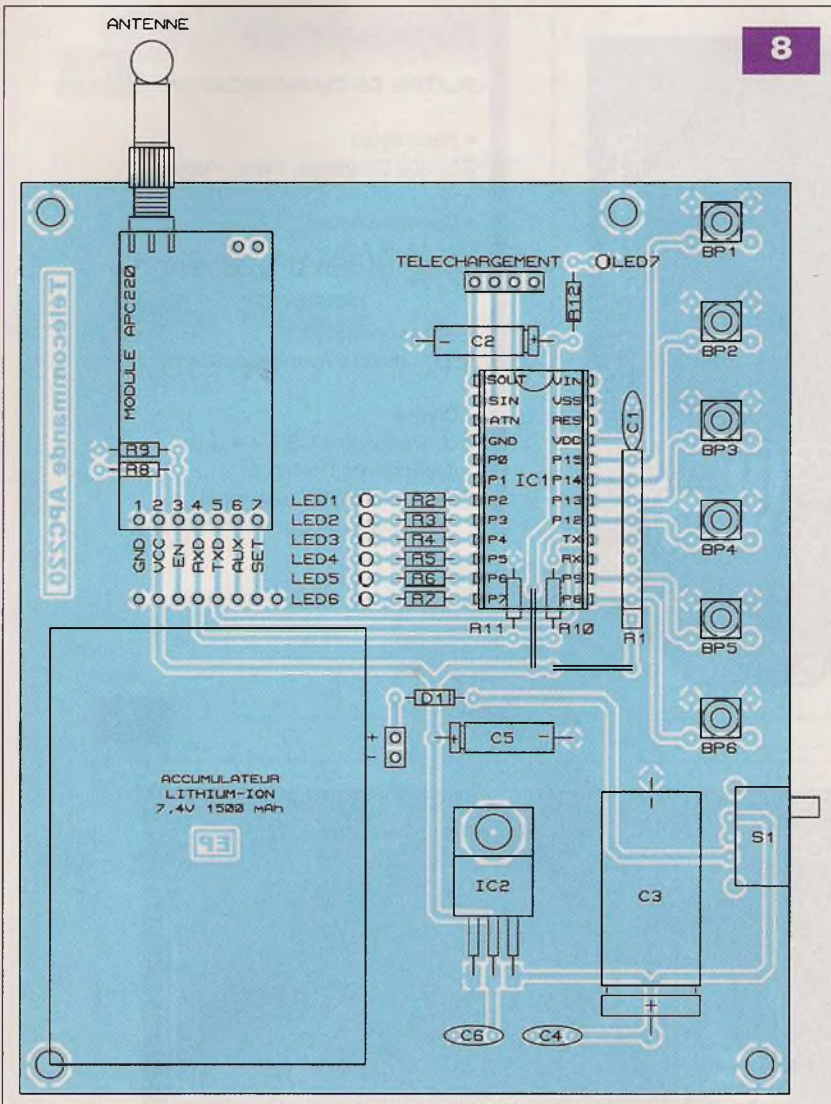 ANTENNE
8
Télécommande APC220
MODULE APC220
TELECHARGEMENT
LED7
R12
BP1
C2
- +
BP2
SOUT VIN
SIN VSS
ATN RES
GND VDD
P0 P15
P1 IC1 P14
P2 P13
P3 P12
P4 TX
P5 RX
P6 P9
P7 P8
C1
BP3
R9
R8
1 2 3 4 5 6 7
GND
VCC
EN
RXD
TXD
AUX
SET
LED1 R2
LED2 R3
LED3 R4
LED4 R5
LED5 R6
LED6 R7
BP4
R11
R10
R1
BP5
D1
+
-
+ C5 -
BP6
ACCUMULATEUR
LITHIUM-ION
7,4V 1500 mAh
EP
IC2
-
C3
+
S1
C6
C4